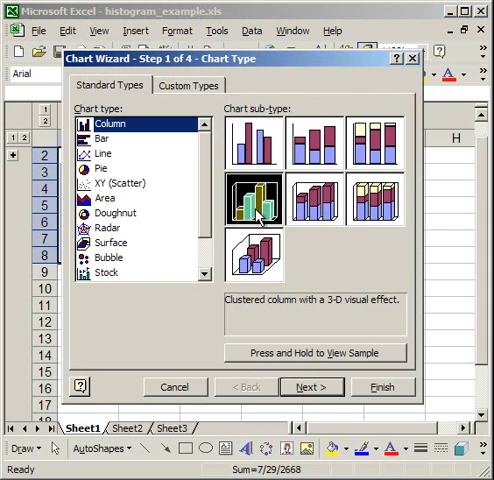 Microsoft Excel - histogram_example.xls
File Edit View Insert Format Tools Data Window Help
Arial
Chart Wizard - Step 1 of 4 - Chart Type
Standard Types Custom Types
Chart type:
Column
Bar
Line
Pie
XY (Scatter)
Area
Doughnut
Radar
Surface
Bubble
Stock
Chart sub-type:
Clustered column with a 3-D visual effect.
Press and Hold to View Sample
Cancel < Back Next > Finish
1
2
1 2
H
2
3
4
5
6
7
8
9
10
11
12
13
14
15
16
17
18
Sheet1 Sheet2 Sheet3
Draw AutoShapes
Ready Sum=7/29/2668